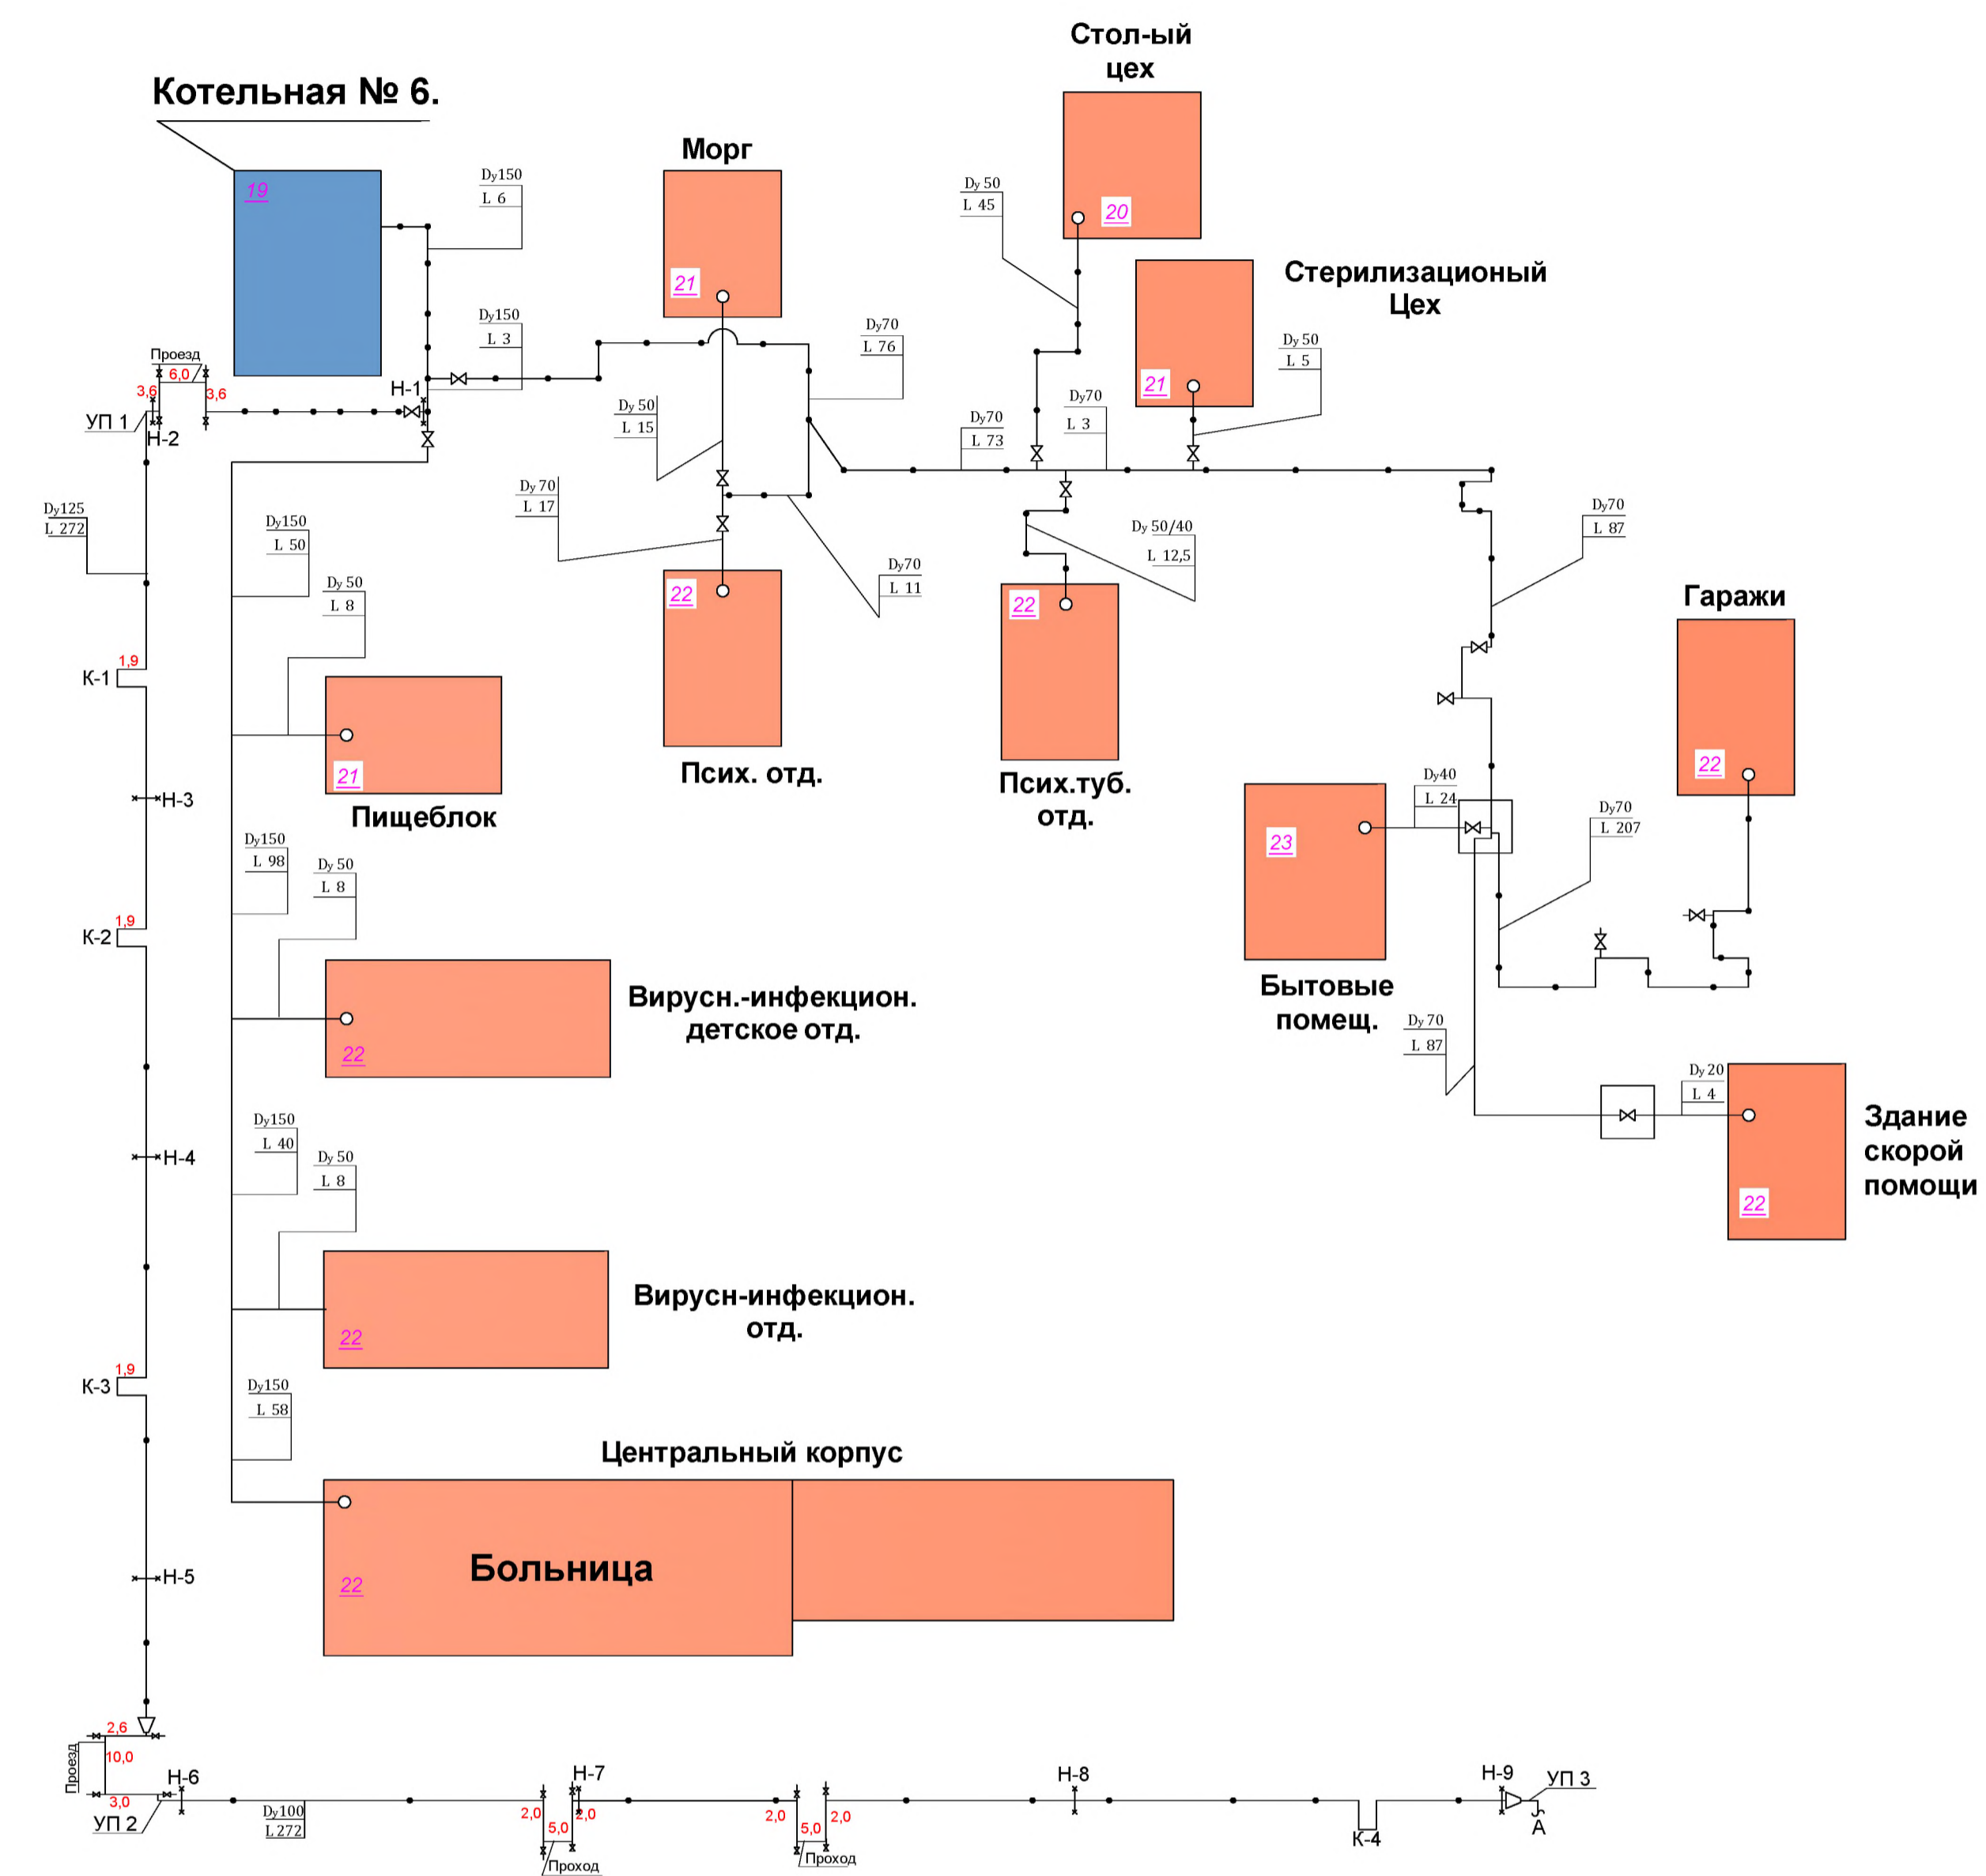 Стол-ый
цех
Котельная № 6.
Морг
19
Dy150
L 6
Dy 50
L 45
20
Стерилизационый
Цех
21
Dy150
L 3
Dy70
L 76
Dy 50
L 5
21
Проезд
6,0
3,6
3,6
Н-1
УП 1
Н-2
Dy 50
L 15
Dy70
L 73
Dy70
L 3
Dy 70
L 17
Dy125
L 272
Dy150
L 50
Dy 50/40
L 12,5
Dy70
L 87
Dy 50
L 8
22
Dy70
L 11
22
Гаражи
1,9
К-1
22
21
Пищеблок
Псих. отд.
Псих.туб.
отд.
Dy40
L 24
Dy70
L 207
Н-3
23
Dy150
L 98
Dy 50
L 8
1,9
К-2
Вирусн.-инфекцион.
детское отд.
22
Бытовые
помещ.
Dy 70
L 87
Dy 20
L 4
Здание
скорой
помощи
22
Dy150
L 40
Dy 50
L 8
Н-4
Вирусн-инфекцион.
отд.
22
1,9
К-3
Dy150
L 58
Центральный корпус
Больница
22
Н-5
2,6
10,0
Проезд
3,0
УП 2
Н-6
Dy100
L 272
2,0
5,0
2,0
Проход
Н-7
2,0
5,0
2,0
Проход
Н-8
К-4
Н-9
УП 3
А